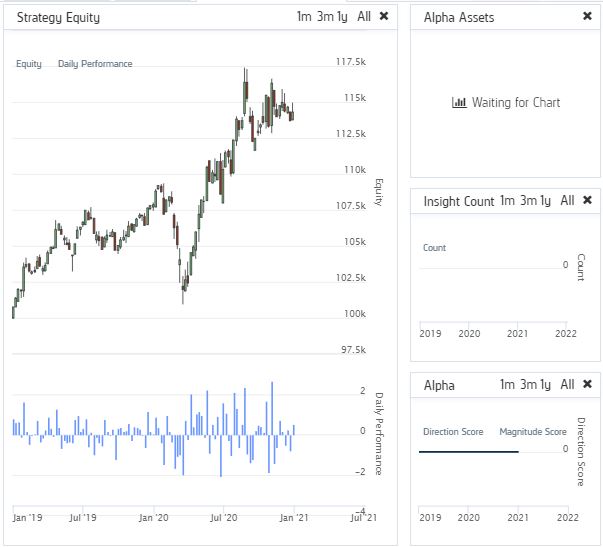 Strategy Equity 1m 3m 1y All ✖
Equity Daily Performance
117.5k
115k
112.5k
110k
107.5k
105k
102.5k
100k
97.5k
Equity
2
0
-2
-4
Daily Performance
Jan '19 Jul '19 Jan '20 Jul '20 Jan '21 Jul '21
Alpha Assets ✖
Waiting for Chart
Insight Count 1m 3m 1y All ✖
Count
0
Count
2019 2020 2021 2022
Alpha 1m 3m 1y All ✖
Direction Score Magnitude Score
0
Direction Score
2019 2020 2021 2022